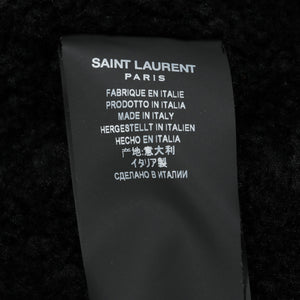 SAINT LAURENT
PARIS
FABRIQUE EN ITALIE
PRODOTTO IN ITALIA
MADE IN ITALY
HERGESTELLT IN ITALIEN
HECHO EN ITALIA
地:意大利
イタリア製
СДЕЛАНО В ИТАЛИИ